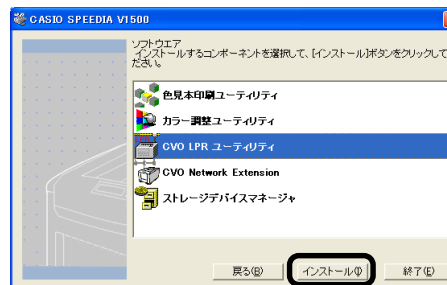 CASIO SPEEDIA V1500
ソフトウエア
インストールするコンポーネントを選択して、[インストール]ボタンをクリックして
ださい。
色見本印刷ユーティリティ
カラー調整ユーティリティ
CVO LPR ユーティリティ
CVO Network Extension
ストレージデバイスマネージャ
戻る(B) インストール(I) 終了(E)